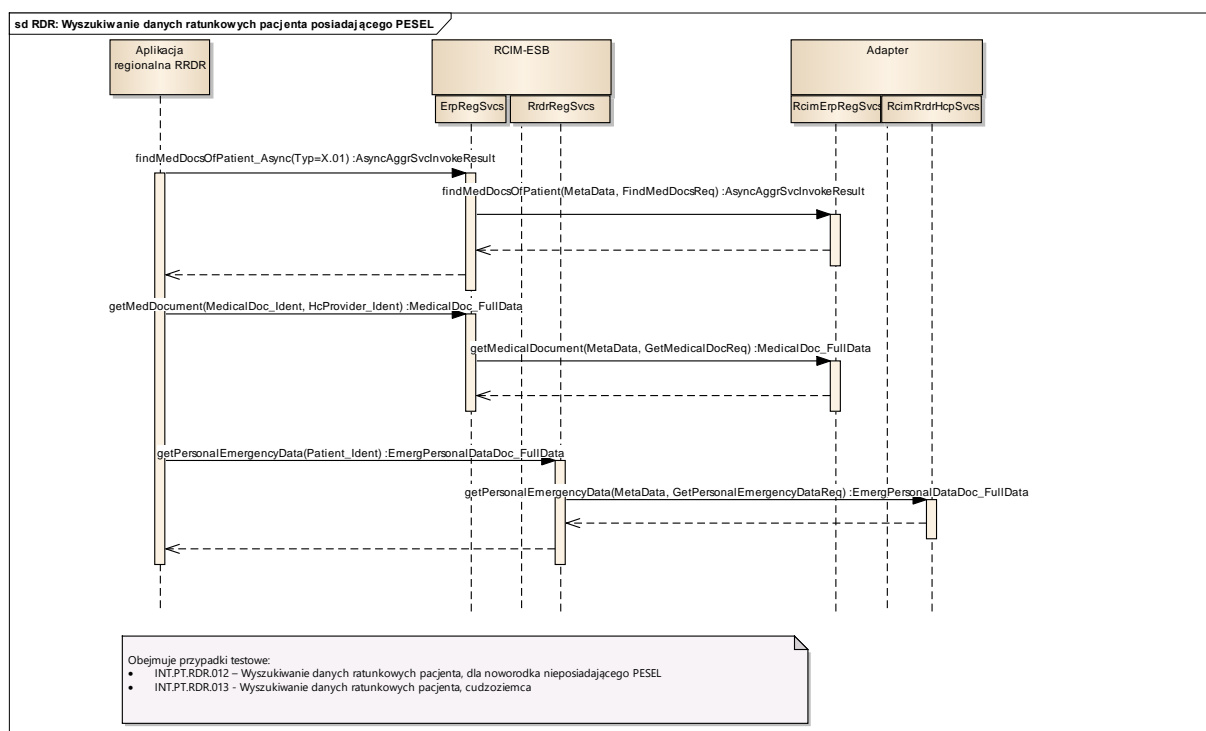 sd RDR: Wyszukiwanie danych ratunkowych pacjenta posiadającego PESEL
Aplikacja
regionalna RRDR
RCIM-ESB
Adapter
ErpRegSvcs
RrdrRegSvcs
RcimErpRegSvcs
RcimRrdrHcpSvcs
findMedDocsOfPatient_Async(Typ=X.01) :AsyncAggrSvcInvokeResult
findMedDocsOfPatient(MetaData, FindMedDocsReq) :AsyncAggrSvcInvokeResult
getMedDocument(MedicalDoc_Ident, HcProvider_Ident) :MedicalDoc_FullData
getMedicalDocument(MetaData, GetMedicalDocReq) :MedicalDoc_FullData
getPersonalEmergencyData(Patient_Ident) :EmergPersonalDataDoc_FullData
getPersonalEmergencyData(MetaData, GetPersonalEmergencyDataReq) :EmergPersonalDataDoc_FullData
Obejmuje przypadki testowe:
• INT.PT.RDR.012 – Wyszukiwanie danych ratunkowych pacjenta, dla noworodka nieposiadającego PESEL
• INT.PT.RDR.013 - Wyszukiwanie danych ratunkowych pacjenta, cudzoziemca